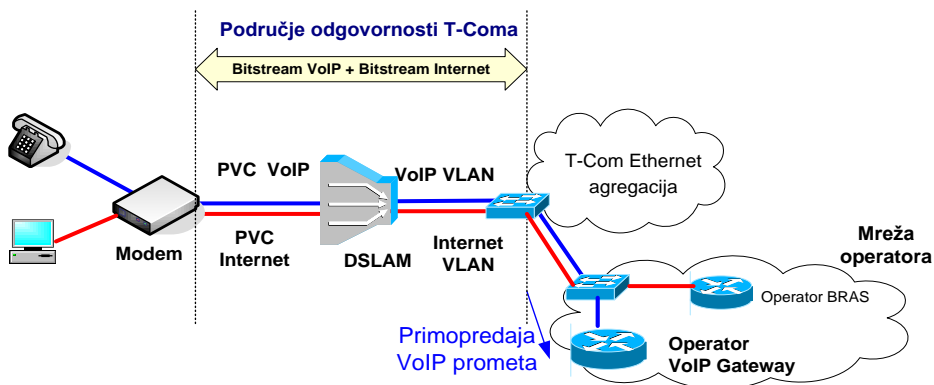 Područje odgovornosti T-Coma
Bitstream VoIP + Bitstream Internet
PVC VoIP
VoIP VLAN
T-Com Ethernet
agregacija
Modem
PVC
Internet
DSLAM
Internet
VLAN
Mreža
operatora
Operator BRAS
Primopredaja
VoIP prometa
Operator
VoIP Gateway